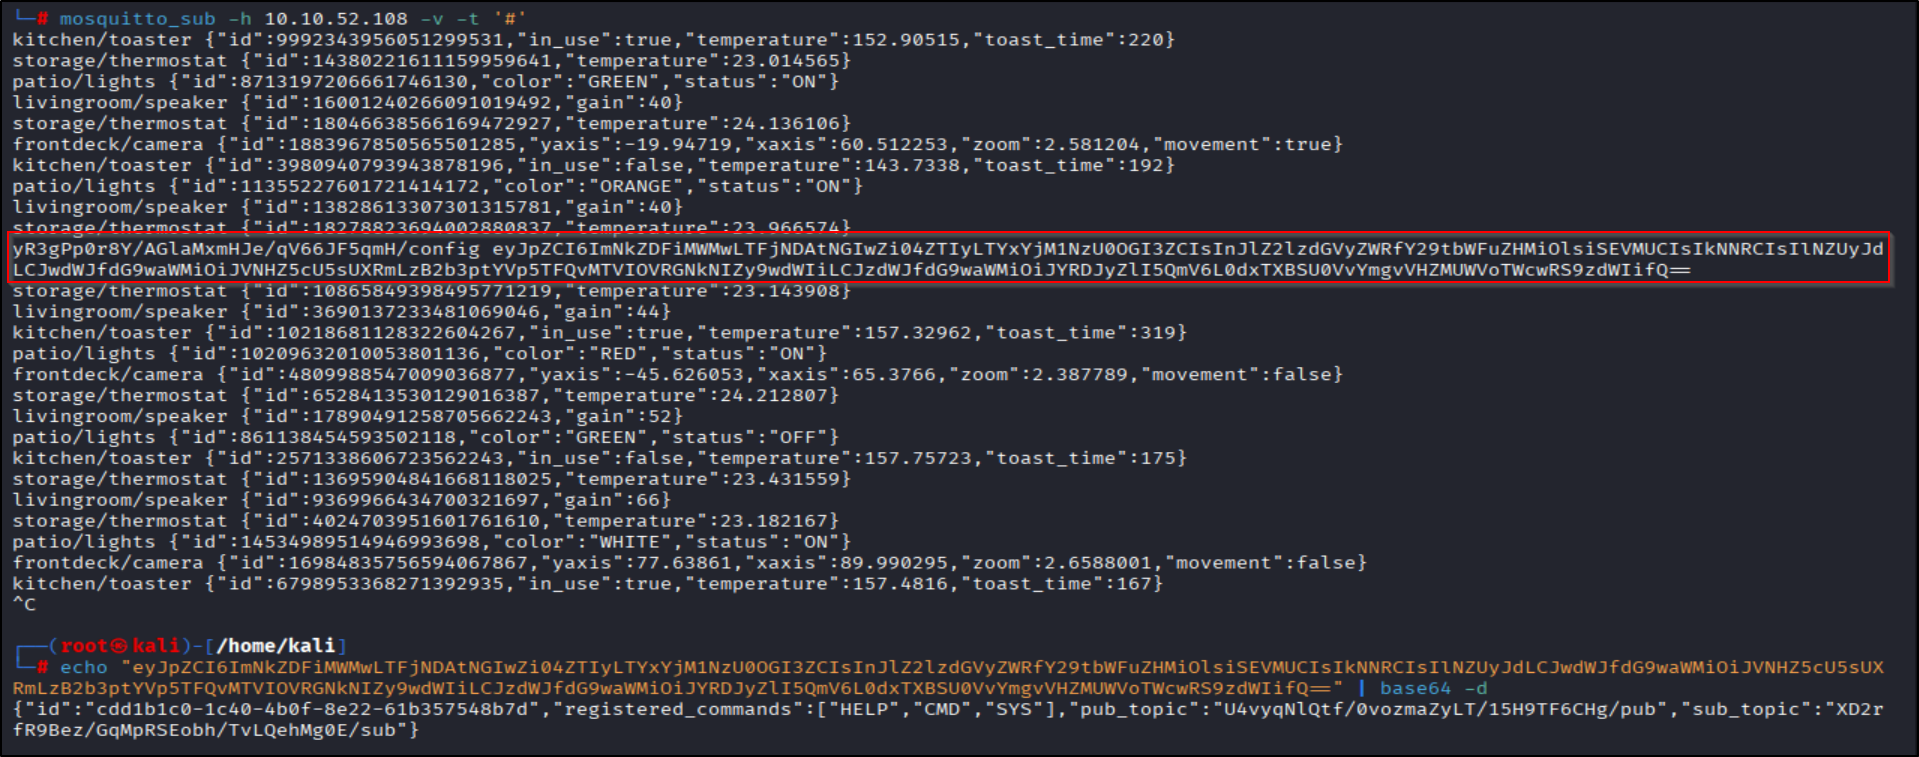 └─# mosquitto_sub -h 10.10.52.108 -v -t '#'
kitchen/toaster {"id":9992343956051299531,"in_use":true,"temperature":152.90515,"toast_time":220}
storage/thermostat {"id":14380221611159959641,"temperature":23.014565}
patio/lights {"id":8713197206661746130,"color":"GREEN","status":"ON"}
livingroom/speaker {"id":16001240266091019492,"gain":40}
storage/thermostat {"id":18046638566169472927,"temperature":24.136106}
frontdeck/camera {"id":1883967850565501285,"yaxis":-19.94719,"xaxis":60.512253,"zoom":2.581204,"movement":true}
kitchen/toaster {"id":3980940793943878196,"in_use":false,"temperature":143.7338,"toast_time":192}
patio/lights {"id":11355227601721414172,"color":"ORANGE","status":"ON"}
livingroom/speaker {"id":13828613307301315781,"gain":40}
storage/thermostat {"id":18278823694002880837,"temperature":23.966574}
yR3gPp0r8Y/AGlaMxmHJe/qV66JF5qmH/config eyJpZCI6ImNkZDFiMWMwLTFjNDAtNGIwZi04ZTIyLTYxYjM1NzU0OGI3ZCIsInJlZ2lzdGVyZWRfY29tbWFuZHMiOlsiSEVMUCIsIkNNRCIsIlNZUyJd
LCJwdWJfdG9waWMiOiJVNHZ5cU5sUXRmLzB2b3ptYVp5TFQvMTVIOVRGNkNIZy9wdWIiLCJzdWJfdG9waWMiOiJYRDJyZlI5QmV6L0dxTXBSU0VvYmgvVHZMUWVoTWcwRS9zdWIifQ==
storage/thermostat {"id":10865849398495771219,"temperature":23.143908}
livingroom/speaker {"id":3690137233481069046,"gain":44}
kitchen/toaster {"id":10218681128322604267,"in_use":true,"temperature":157.32962,"toast_time":319}
patio/lights {"id":10209632010053801136,"color":"RED","status":"ON"}
frontdeck/camera {"id":4809988547009036877,"yaxis":-45.626053,"xaxis":65.3766,"zoom":2.387789,"movement":false}
storage/thermostat {"id":6528413530129016387,"temperature":24.212807}
livingroom/speaker {"id":17890491258705662243,"gain":52}
patio/lights {"id":861138454593502118,"color":"GREEN","status":"OFF"}
kitchen/toaster {"id":2571338606723562243,"in_use":false,"temperature":157.75723,"toast_time":175}
storage/thermostat {"id":13695904841668118025,"temperature":23.431559}
livingroom/speaker {"id":9369966434700321697,"gain":66}
storage/thermostat {"id":4024703951601761610,"temperature":23.182167}
patio/lights {"id":14534989514946993698,"color":"WHITE","status":"ON"}
frontdeck/camera {"id":16984835756594067867,"yaxis":77.63861,"xaxis":89.990295,"zoom":2.6588001,"movement":false}
kitchen/toaster {"id":6798953368271392935,"in_use":true,"temperature":157.4816,"toast_time":167}
^C
┌──(root㉿kali)-[/home/kali]
└─# echo "eyJpZCI6ImNkZDFiMWMwLTFjNDAtNGIwZi04ZTIyLTYxYjM1NzU0OGI3ZCIsInJlZ2lzdGVyZWRfY29tbWFuZHMiOlsiSEVMUCIsIkNNRCIsIlNZUyJdLCJwdWJfdG9waWMiOiJVNHZ5cU5sUX
RmLzB2b3ptYVp5TFQvMTVIOVRGNkNIZy9wdWIiLCJzdWJfdG9waWMiOiJYRDJyZlI5QmV6L0dxTXBSU0VvYmgvVHZMUWVoTWcwRS9zdWIifQ==" | base64 -d
{"id":"cdd1b1c0-1c40-4b0f-8e22-61b357548b7d","registered_commands":["HELP","CMD","SYS"],"pub_topic":"U4vyqNlQtf/0vozmaZyLT/15H9TF6CHg/pub","sub_topic":"XD2r
fR9Bez/GqMpRSEobh/TvLQehMg0E/sub"}